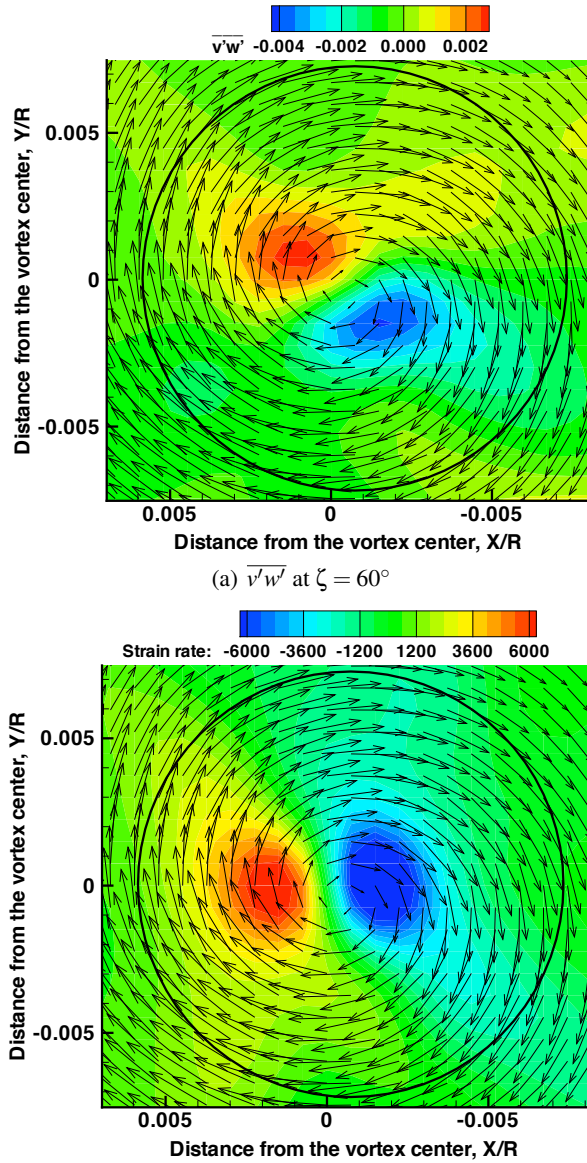 v'w' -0.004 -0.002 0.000 0.002
Distance from the vortex center, Y/R
0.005
0
-0.005
0.005 0 -0.005
Distance from the vortex center, X/R
(a) v'w' at ζ = 60°
Strain rate: -6000 -3600 -1200 1200 3600 6000
Distance from the vortex center, Y/R
0.005
0
-0.005
0.005 0 -0.005
Distance from the vortex center, X/R